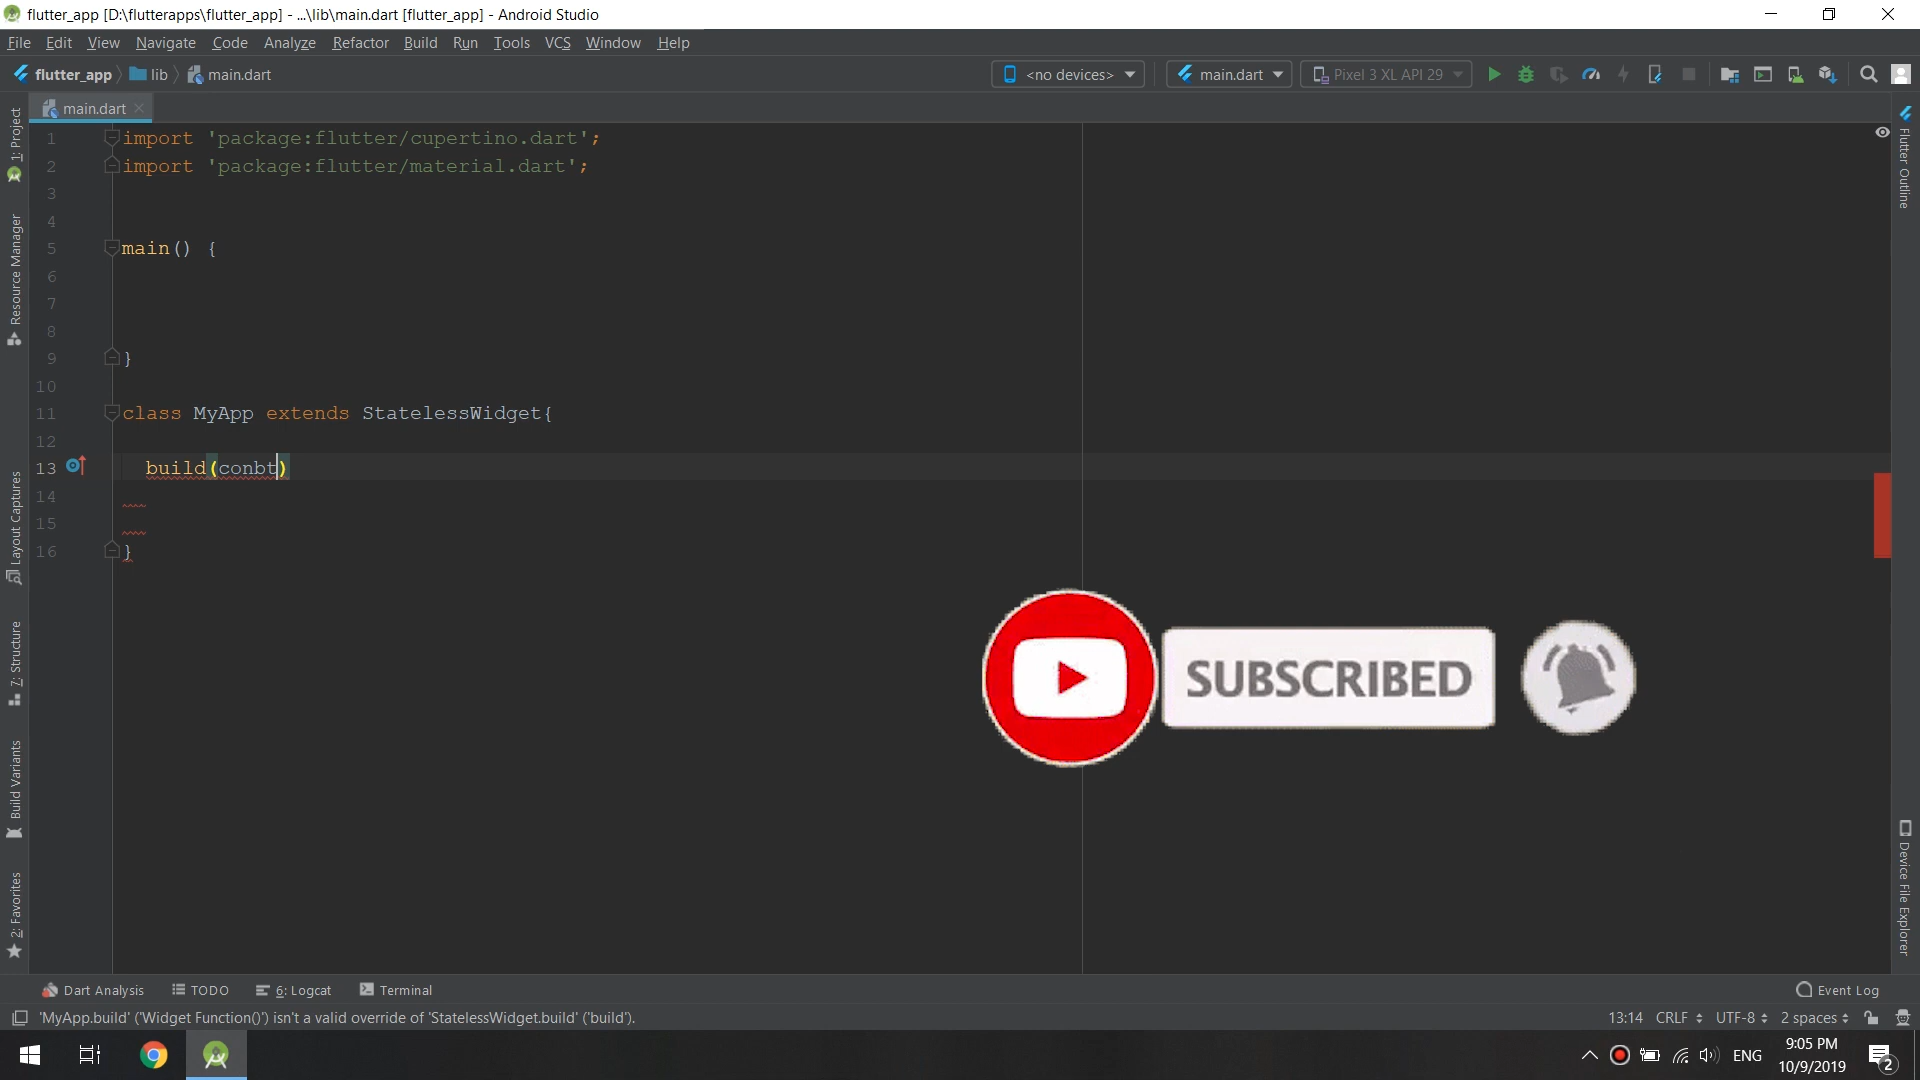 flutter_app [D:\flutterapps\flutter_app] - ...\lib\main.dart [flutter_app] - Android Studio
File Edit View Navigate Code Analyze Refactor Build Run Tools VCS Window Help
flutter_app lib main.dart <no devices> main.dart Pixel 3 XL API 29
main.dart
1: Project
Resource Manager
Layout Captures
7: Structure
Build Variants
2: Favorites
1 import 'package:flutter/cupertino.dart';
2 import 'package:flutter/material.dart';
3
4
5 main() {
6
7
8
9 }
10
11 class MyApp extends StatelessWidget{
12
13 build(conbt)
14
15
16 }
SUBSCRIBED
Flutter Outline
Device File Explorer
Dart Analysis TODO 6: Logcat Terminal Event Log
'MyApp.build' ('Widget Function()') isn't a valid override of 'StatelessWidget.build' ('build'). 13:14 CRLF UTF-8 2 spaces
ENG 9:05 PM
10/9/2019 2